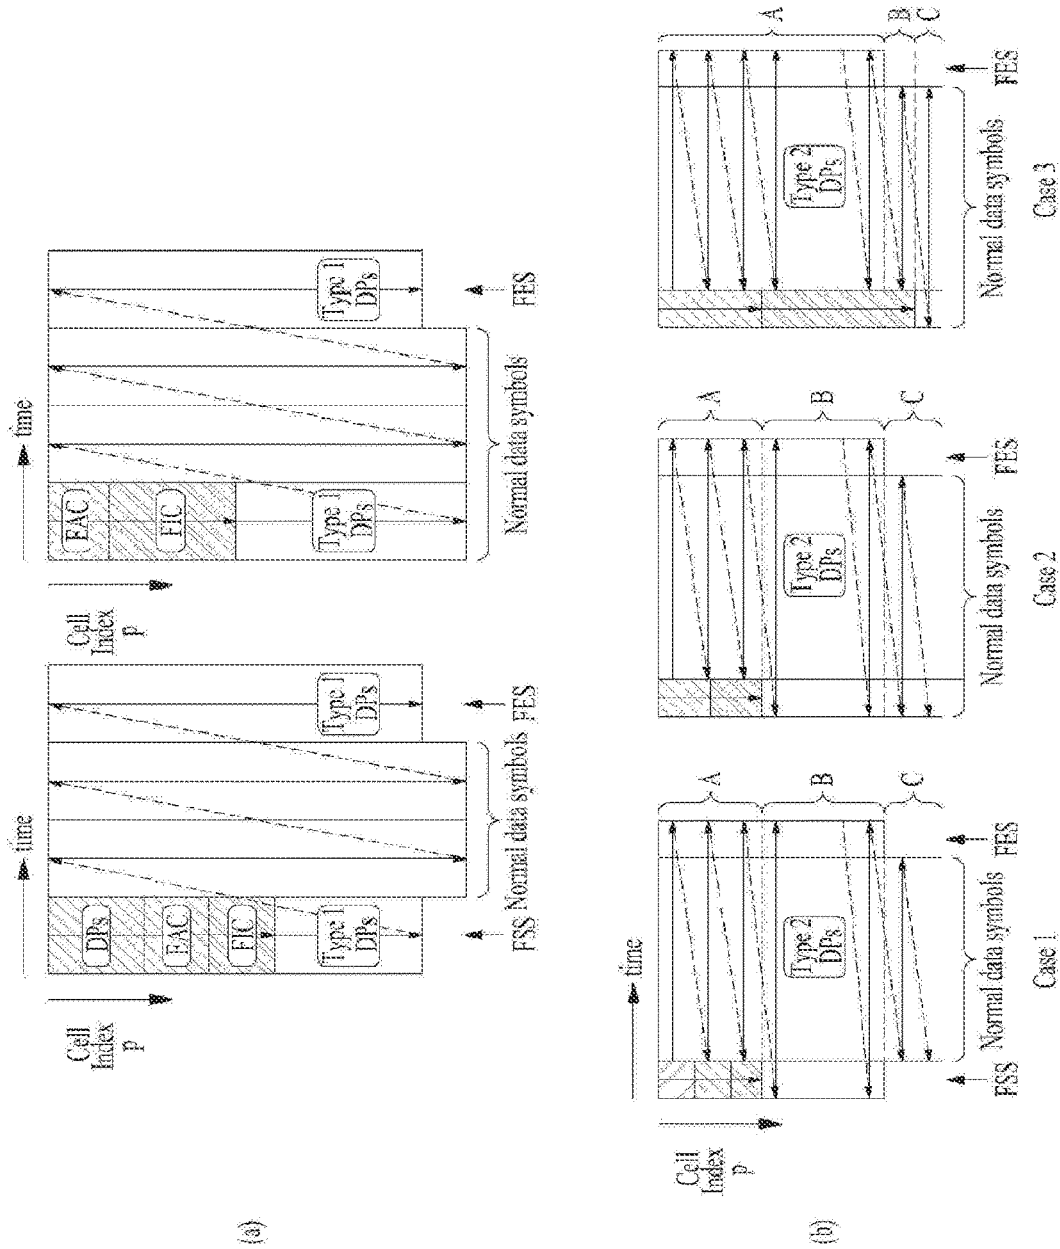 (a)
time
Cell
Index
p
DPs
EAC
FIC
Type 1
DPs
Type 1
DPs
FSS
Normal data symbols
FES
time
Cell
Index
p
EAC
FIC
Type 1
DPs
Type 1
DPs
Normal data symbols
FES
(b)
time
Cell
Index
p
Type 2
DPs
A
B
C
FSS
Normal data symbols
FES
Case 1
Type 2
DPs
A
B
C
Normal data symbols
FES
Case 2
Type 2
DPs
A
B
C
Normal data symbols
FES
Case 3